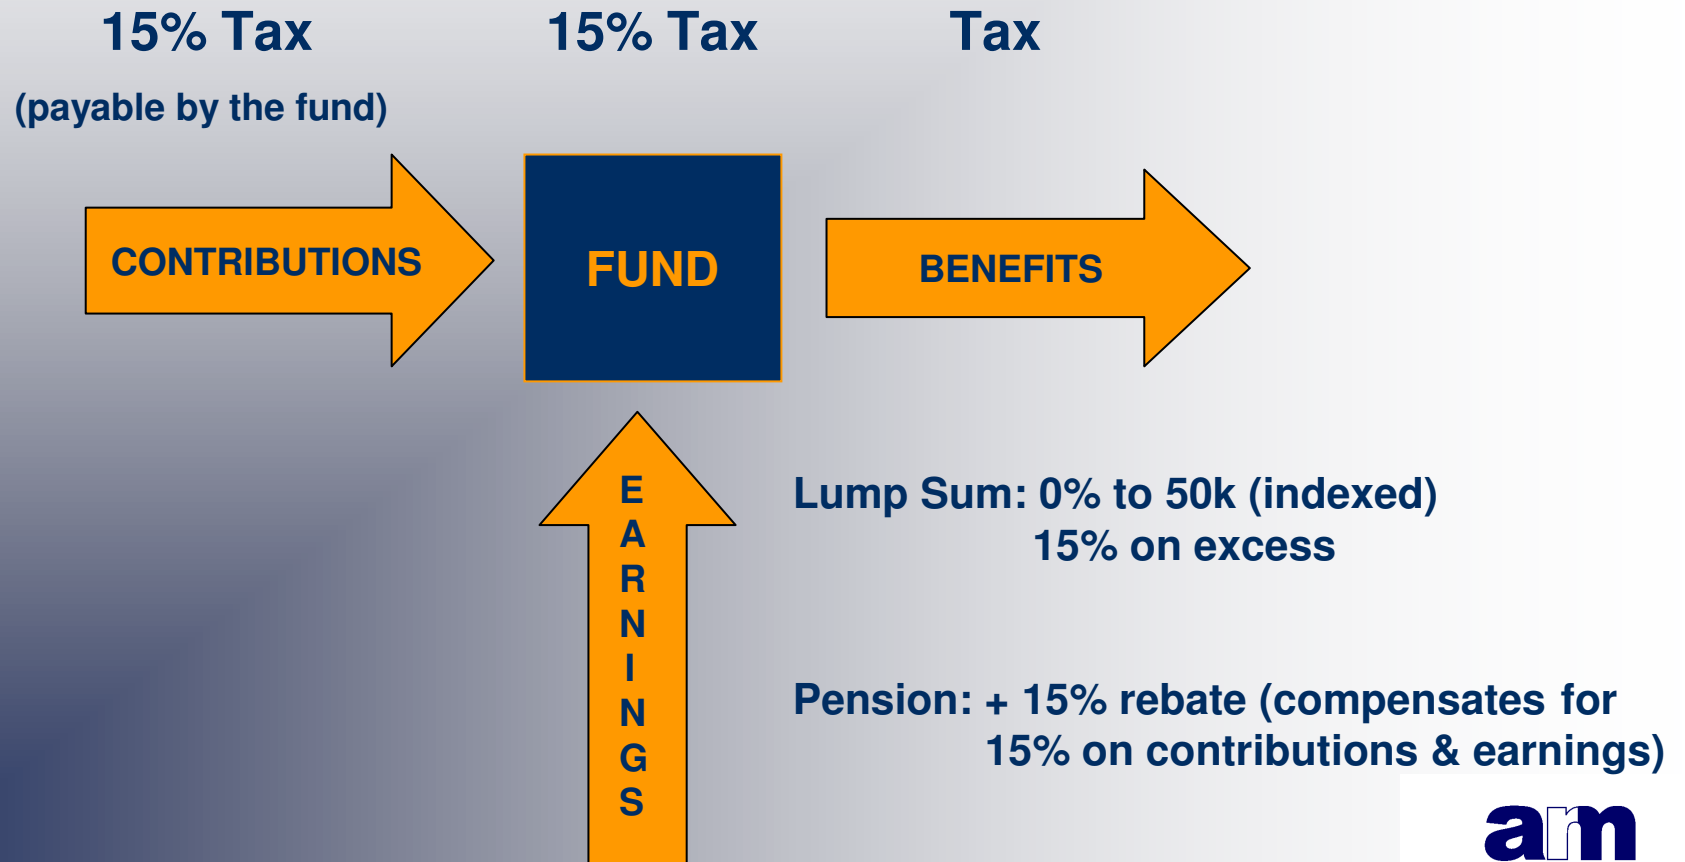 15% Tax
15% Tax
Tax
(payable by the fund)
CONTRIBUTIONS
FUND
BENEFITS
EARNINGS
Lump Sum: 0% to 50k (indexed)
15% on excess
Pension: + 15% rebate (compensates for
15% on contributions & earnings)
am